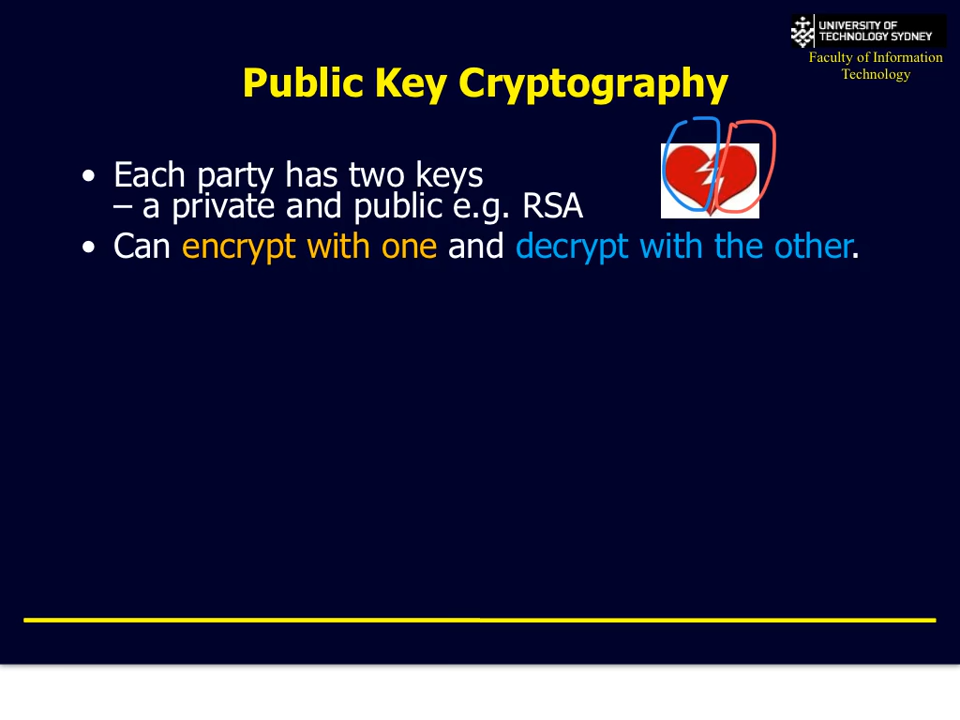 UNIVERSITY OF
TECHNOLOGY SYDNEY
Faculty of Information
Technology
Public Key Cryptography
• Each party has two keys
– a private and public e.g. RSA
• Can encrypt with one and decrypt with the other.